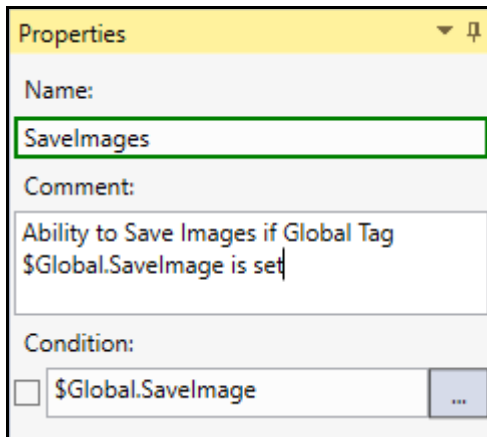 Properties
Name:
SaveImages
Comment:
Ability to Save Images if Global Tag
$Global.SaveImage is set
Condition:
$Global.SaveImage
...